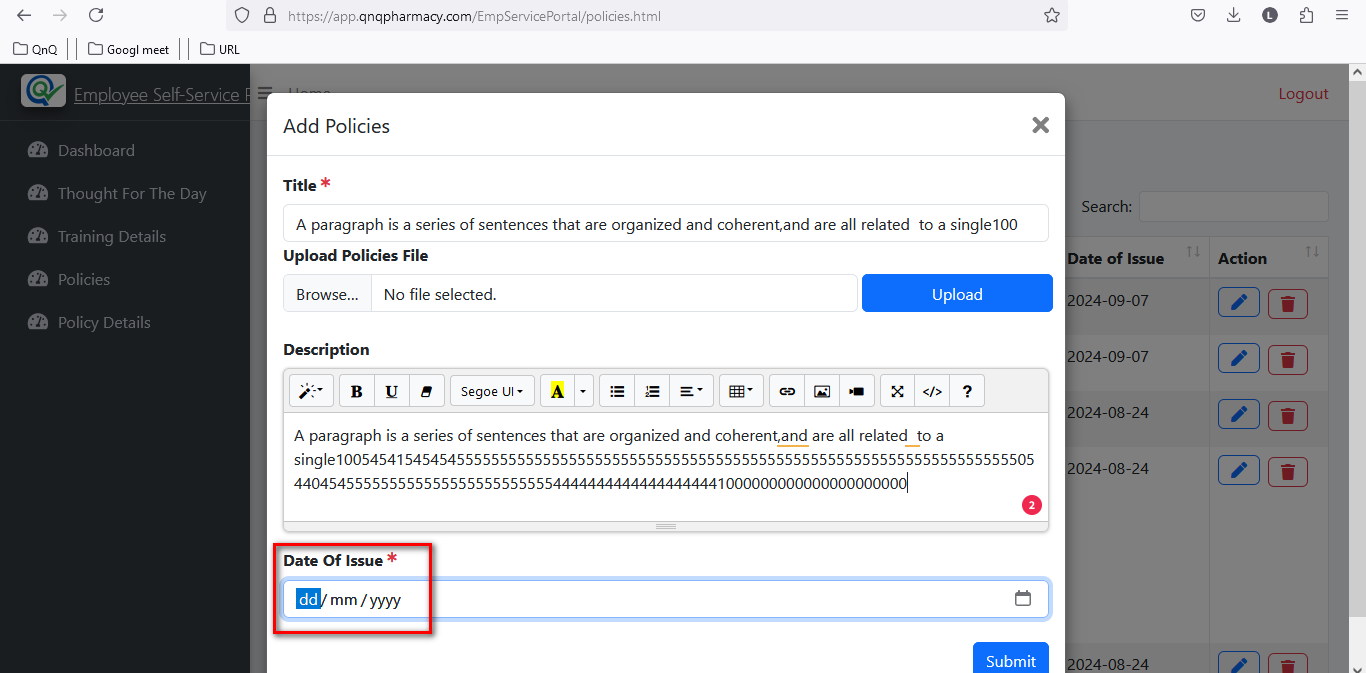 https://app.qnqpharmacy.com/EmpServicePortal/policies.html
L
QnQ
Googl meet
URL
Employee Self-Service
Home
Logout
Dashboard
Thought For The Day
Training Details
Policies
Policy Details
Search:
Date of Issue
Action
2024-09-07
2024-09-07
2024-08-24
2024-08-24
2024-08-24
Add Policies
Title *
A paragraph is a series of sentences that are organized and coherent,and are all related  to a single100
Upload Policies File
Browse...
No file selected.
Upload
Description
B U
Segoe UI
A
</>
?
A paragraph is a series of sentences that are organized and coherent,and are all related  to a
2
Date Of Issue *
dd / mm / yyyy
Submit